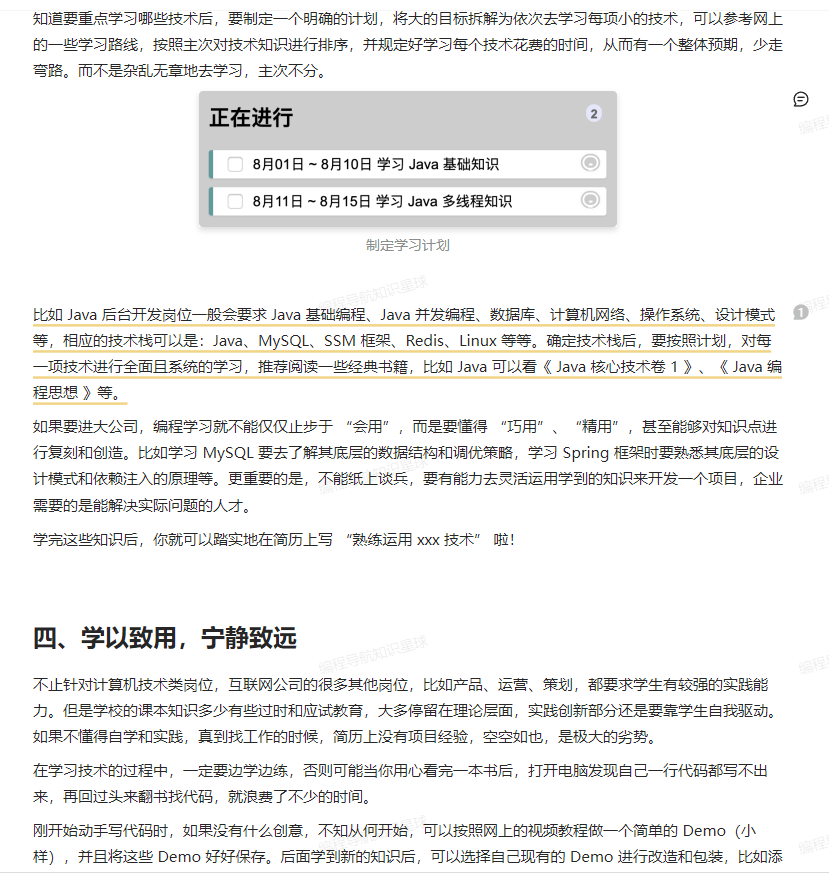 知道要重点学习哪些技术后，要制定一个明确的计划，将大的目标拆解为依次去学习每项小的技术，可以参考网上
的一些学习路线，按照主次对技术知识进行排序，并规定好学习每个技术花费的时间，从而有一个整体预期，少走
弯路。而不是杂乱无章地去学习，主次不分。
正在进行
2
8月01日 ~ 8月10日 学习 Java 基础知识
8月11日 ~ 8月15日 学习 Java 多线程知识
制定学习计划
编程导航知识星球
比如 Java 后台开发岗位一般会要求 Java 基础编程、Java 并发编程、数据库、计算机网络、操作系统、设计模式
1
等，相应的技术栈可以是：Java、MySQL、SSM 框架、Redis、Linux 等等。确定技术栈后，要按照计划，对每
一项技术进行全面且系统的学习，推荐阅读一些经典书籍，比如 Java 可以看《 Java 核心技术卷 1 》、《 Java 编
程思想 》等。
如果要进大公司，编程学习就不能仅仅止步于 “会用”，而是要懂得 “巧用”、“精用”，甚至能够对知识点进
行复刻和创造。比如学习 MySQL 要去了解其底层的数据结构和调优策略，学习 Spring 框架时要熟悉其底层的设
计模式和依赖注入的原理等。更重要的是，不能纸上谈兵，要有能力去灵活运用学到的知识来开发一个项目，企业
需要的是能解决实际问题的人才。
学完这些知识后，你就可以踏实地在简历上写 “熟练运用 xxx 技术” 啦！
四、学以致用，宁静致远
编程导航知识星球
不止针对计算机技术类岗位，互联网公司的很多其他岗位，比如产品、运营、策划，都要求学生有较强的实践能
力。但是学校的课本知识多少有些过时和应试教育，大多停留在理论层面，实践创新部分还是要靠学生自我驱动。
如果不懂得自学和实践，真到找工作的时候，简历上没有项目经验，空空如也，是极大的劣势。
在学习技术的过程中，一定要边学边练，否则可能当你用心看完一本书后，打开电脑发现自己一行代码都写不出
来，再回过头来翻书找代码，就浪费了不少的时间。
刚开始动手写代码时，如果没有什么创意，不知从何开始，可以按照网上的视频教程做一个简单的 Demo（小
样），并且将这些 Demo 好好保存。后面学到新的知识后，可以选择自己现有的 Demo 进行改造和包装，比如添